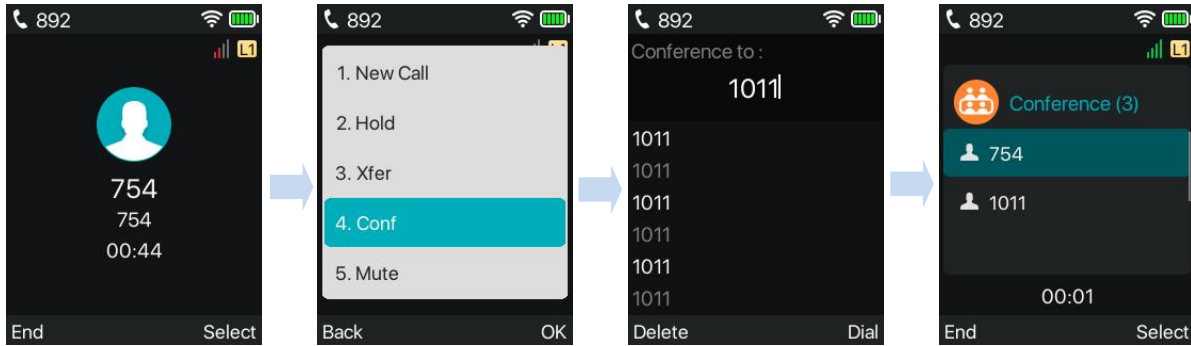 892
L1
754
754
00:44
End Select
892
1. New Call
2. Hold
3. Xfer
4. Conf
5. Mute
Back OK
892
Conference to :
1011
1011
1011
1011
1011
1011
1011
Delete Dial
892
L1
Conference (3)
754
1011
00:01
End Select